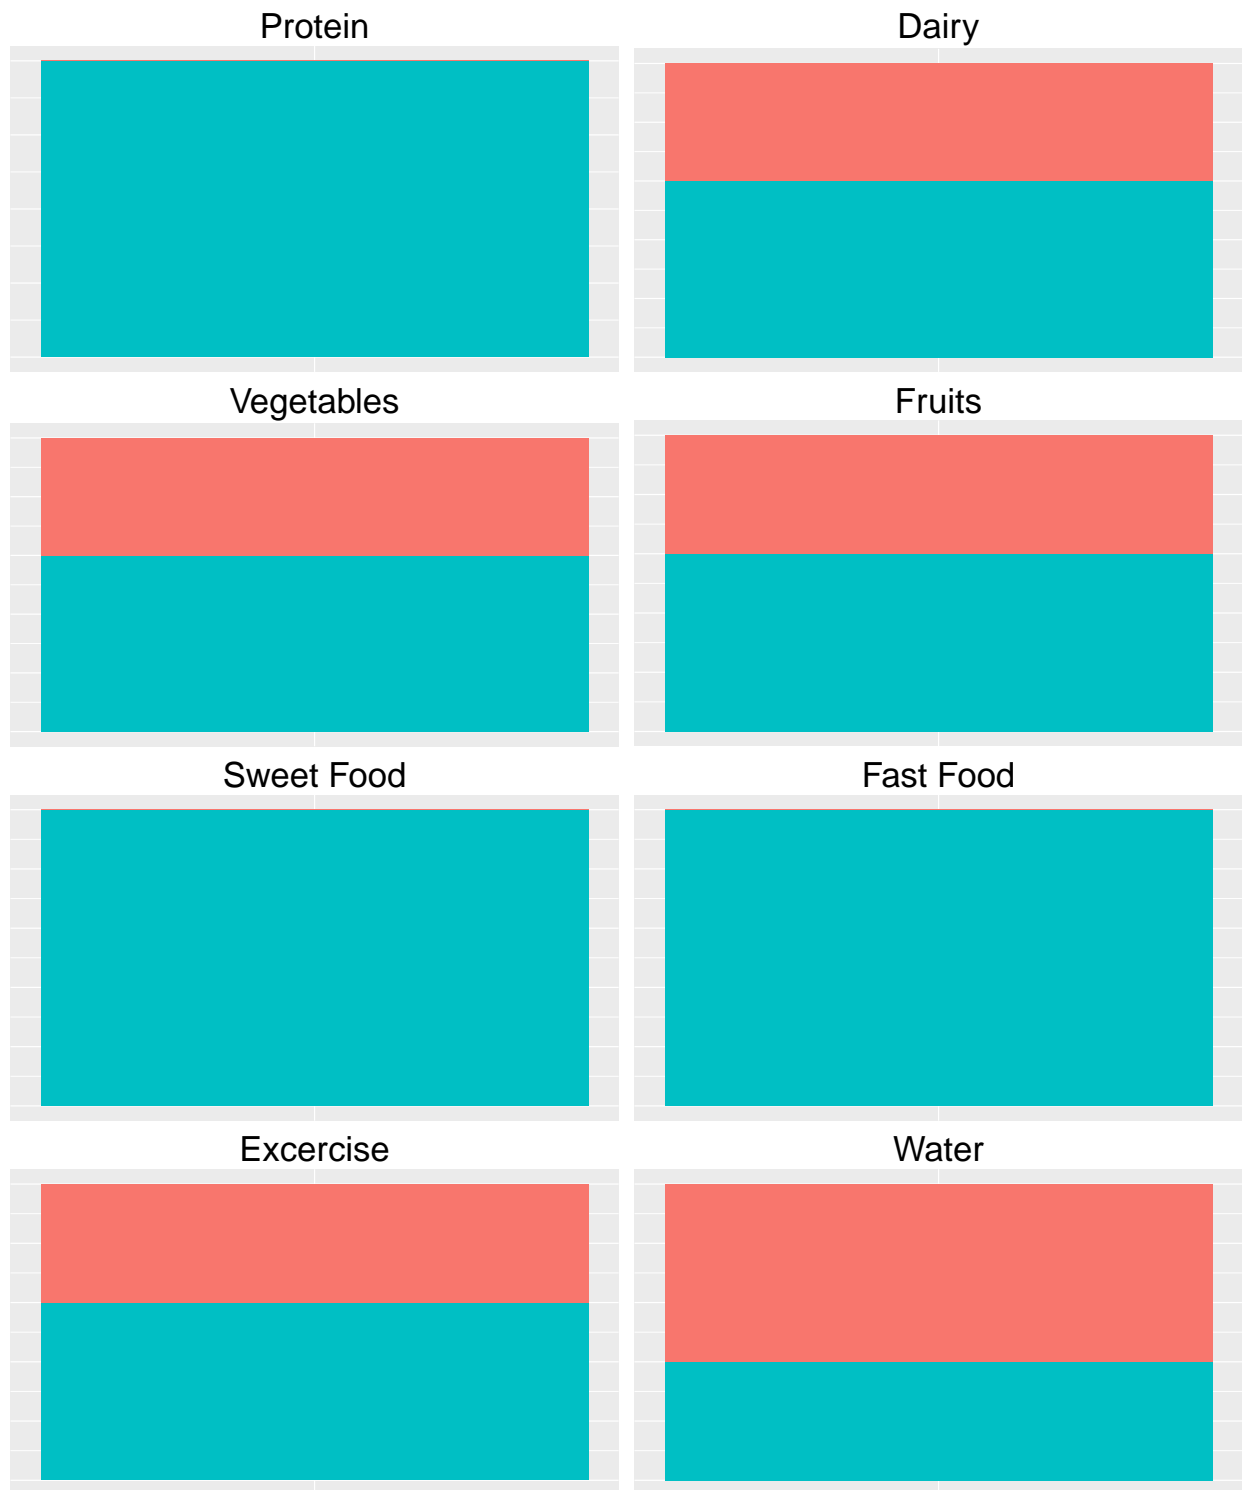 Protein
Dairy
Vegetables
Fruits
Sweet Food
Fast Food
Excercise
Water